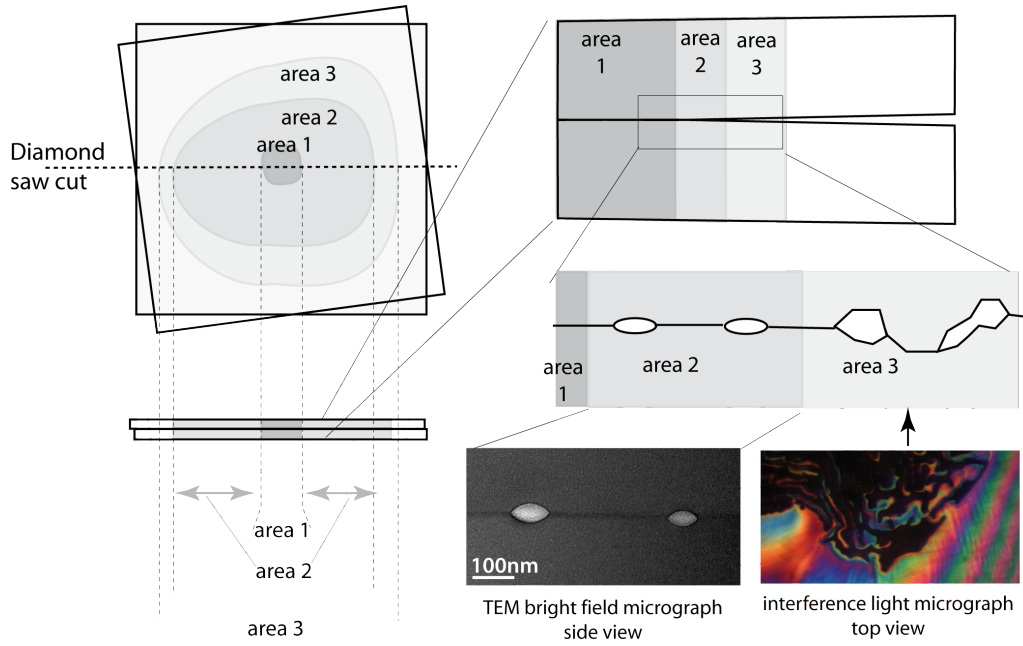 area 3
area 2
area 1
Diamond
saw cut
area 1
area 2
area 3
area
1
area
2
area
3
area
1
area 2
area 3
100nm
TEM bright field micrograph
side view
interference light micrograph
top view